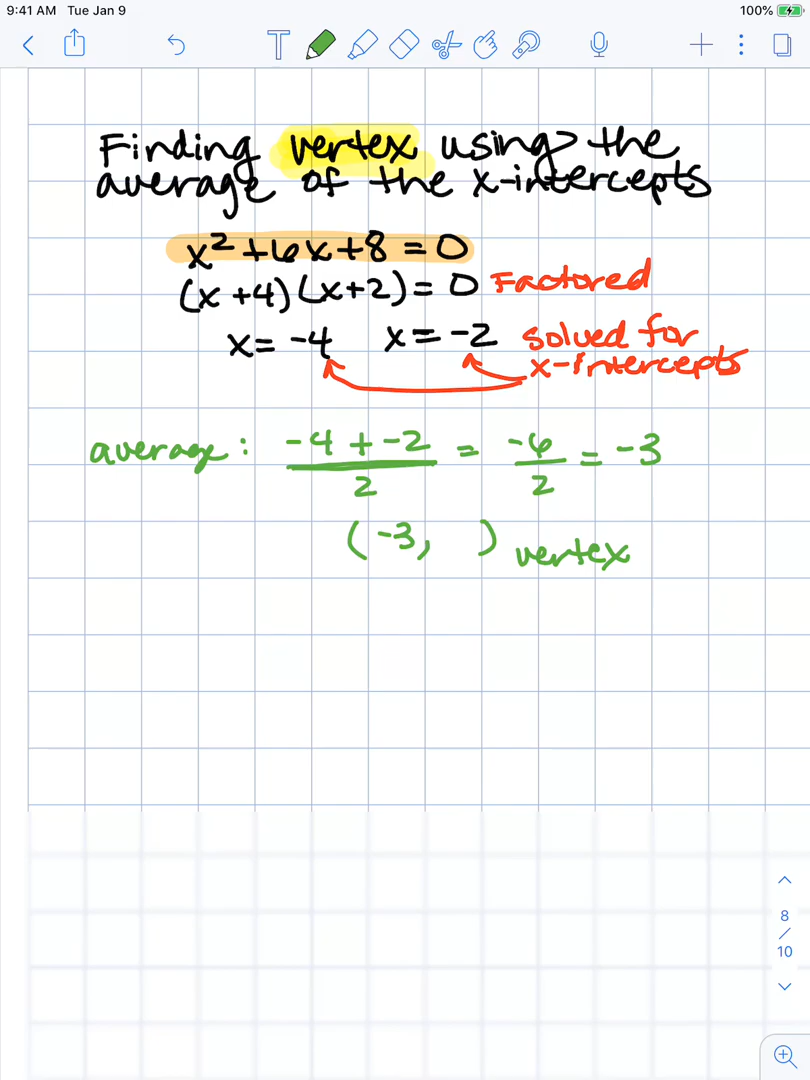 9:41 AM Tue Jan 9 100%
T
Finding vertex using the
average of the x-intercepts
x² + 6x + 8 = 0
(x + 4) (x + 2) = 0 Factored
x = -4 x = -2 solved for
x-intercepts
average: -4 + -2 / 2 = -6 / 2 = -3
(-3, ) vertex
8
/
10